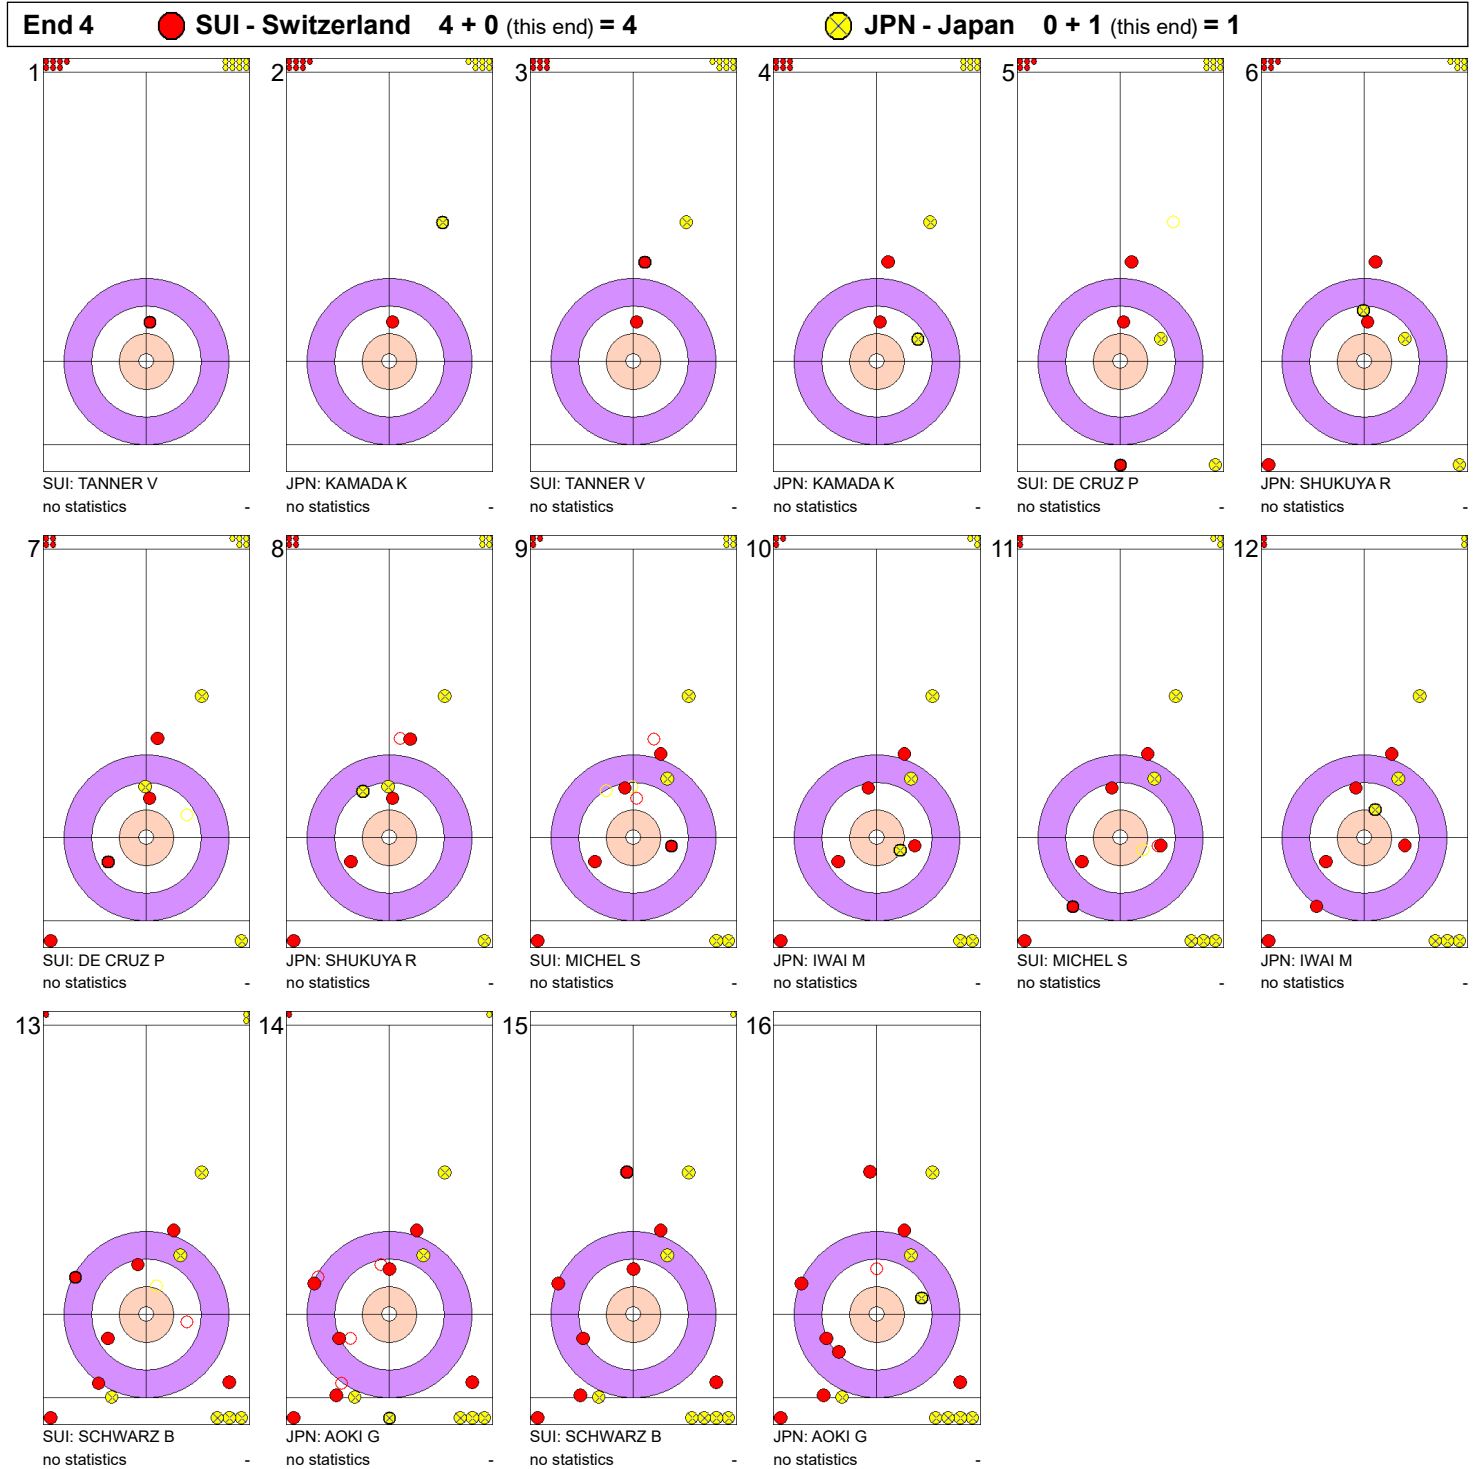 End 4 SUI - Switzerland 4 + 0 (this end) = 4 JPN - Japan 0 + 1 (this end) = 1
1 2 3 4 5 6
SUI: TANNER V JPN: KAMADA K SUI: TANNER V JPN: KAMADA K SUI: DE CRUZ P JPN: SHUKUYA R
no statistics - no statistics - no statistics - no statistics - no statistics - no statistics -
7 8 9 10 11 12
SUI: DE CRUZ P JPN: SHUKUYA R SUI: MICHEL S JPN: IWAI M SUI: MICHEL S JPN: IWAI M
no statistics - no statistics - no statistics - no statistics - no statistics - no statistics -
13 14 15 16
SUI: SCHWARZ B JPN: AOKI G SUI: SCHWARZ B JPN: AOKI G
no statistics - no statistics - no statistics - no statistics -